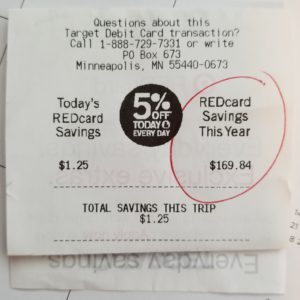 Questions about this
Target Debit Card transaction?
Call 1-888-729-7331 or write
PO Box 673
Minneapolis, MN 55440-0673
Today's
REDcard
Savings
$1.25
5%
OFF
TODAY &
EVERY DAY
REDcard
Savings
This Year
$169.84
TOTAL SAVINGS THIS TRIP
$1.25
Everyday savings